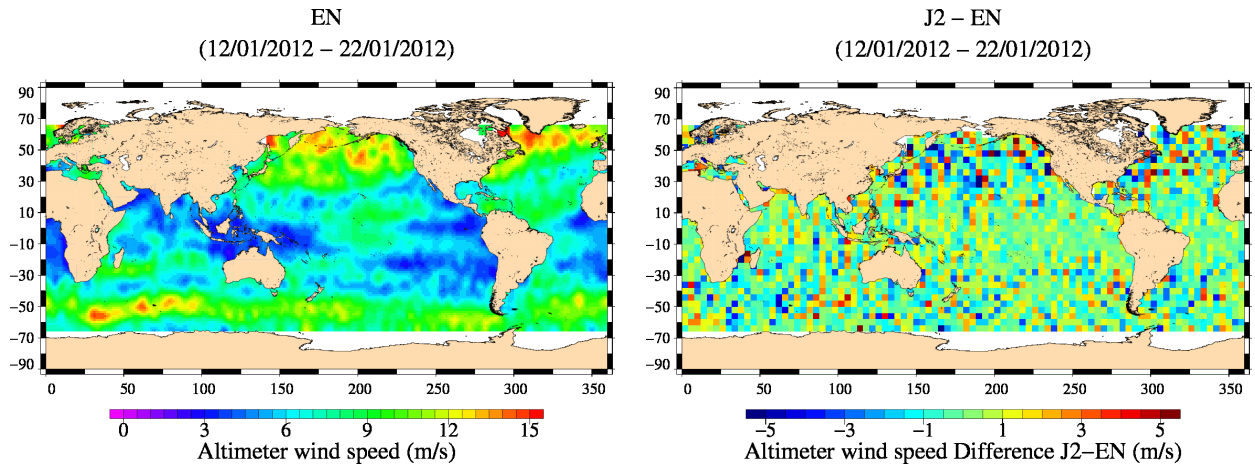 EN
(12/01/2012 – 22/01/2012)
90
70
50
30
10
−10
−30
−50
−70
−90
0 50 100 150 200 250 300 350
0 3 6 9 12 15
Altimeter wind speed (m/s)
J2 – EN
(12/01/2012 – 22/01/2012)
90
70
50
30
10
−10
−30
−50
−70
−90
50 100 150 200 250 300 350
−5 −3 −1 1 3 5
Altimeter wind speed Difference J2−EN (m/s)